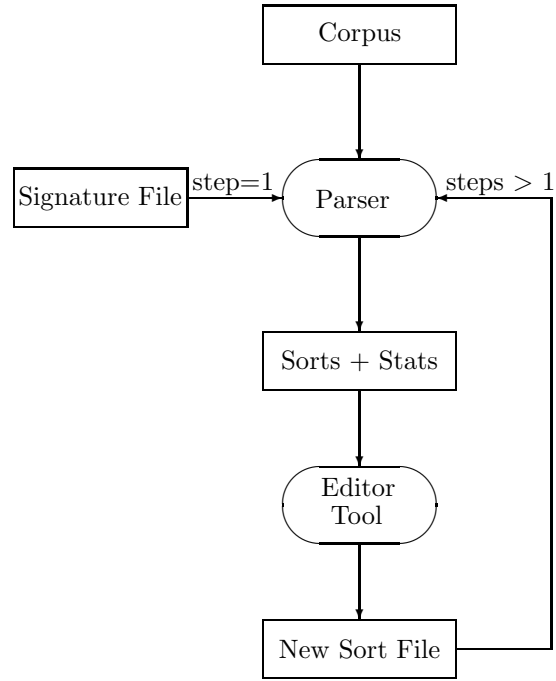 Corpus
step=1
steps > 1
Signature File
Parser
Sorts + Stats
Editor
Tool
New Sort File